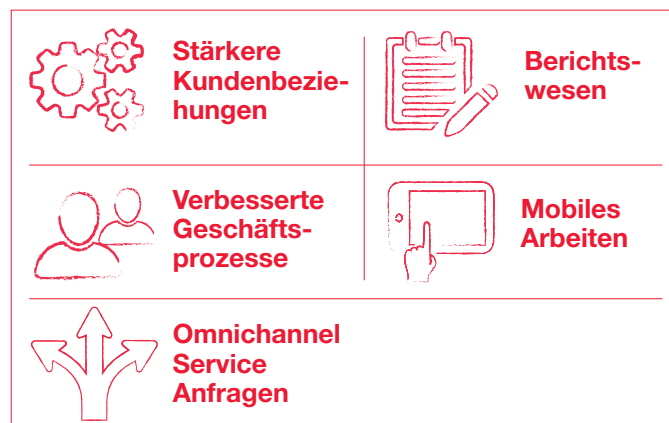 Stärkere
Kundenbezie-
hungen
Berichts-
wesen
Verbesserte
Geschäfts-
prozesse
Mobiles
Arbeiten
Omnichannel
Service
Anfragen